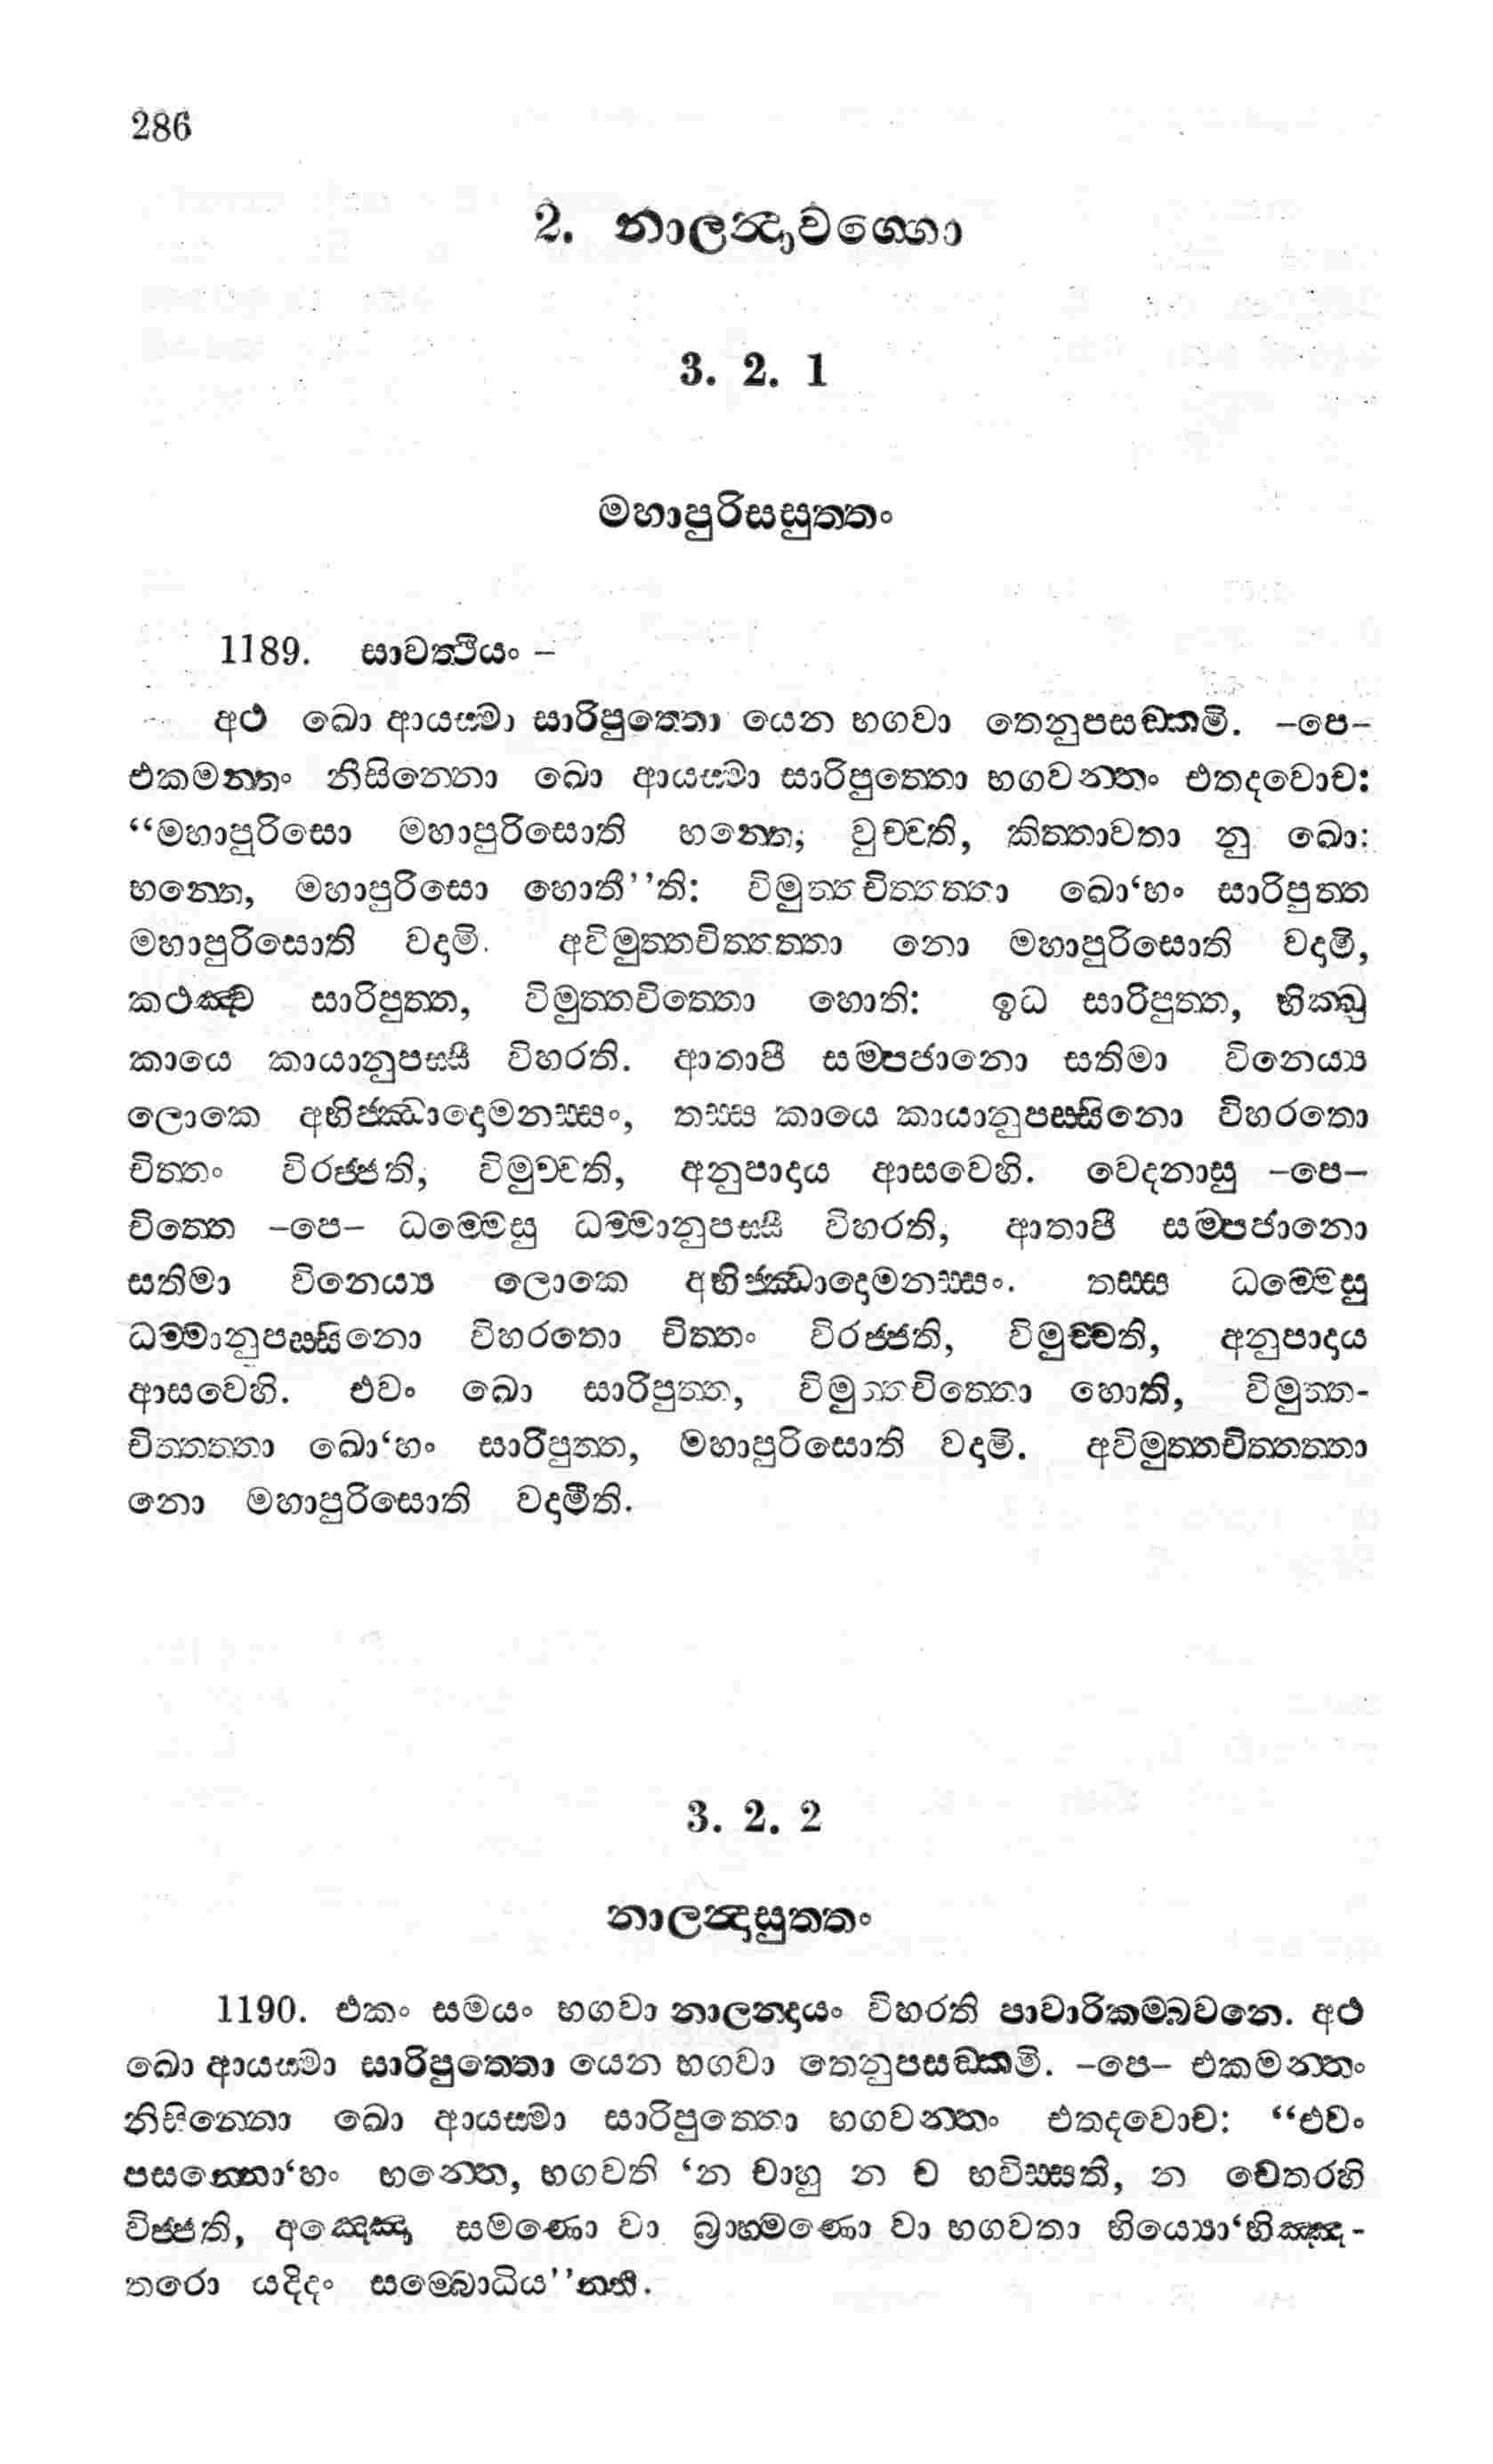 286
2. නාලන්‍දාවග්ගො
3. 2. 1
මහාපුරිසසුත්තං
1189. සාවත්‍ථියං –
අථ ඛො ආයස්මා සාරිපුත්තො යෙන භගවා තෙනුපසඞ්කමි. –පෙ–
එකමන්තං නිසින්නො ඛො ආයස්මා සාරිපුත්තො භගවන්තං එතදවොච:
“මහාපුරිසො මහාපුරිසොති භන්තෙ, වුච්චති, කිත්තාවතා නු ඛො:
භන්තෙ, මහාපුරිසො හොතී”ති: විමුත්තචිත්තත්තා ඛො‘හං සාරිපුත්ත
මහාපුරිසොති වදාමි. අවිමුත්තචිත්තත්තා නො මහාපුරිසොති වදාමි,
කථඤ්ච සාරිපුත්ත, විමුත්තචිත්තො හොති: ඉධ සාරිපුත්ත, භික්ඛු
කායෙ කායානුපස්සී විහරති. ආතාපී සම්පජානො සතිමා විනෙය්‍ය
ලොකෙ අභිජ්ඣාදොමනස්සං, තස්ස කායෙ කායානුපස්සිනො විහරතො
චිත්තං විරජ්ජති, විමුච්චති, අනුපාදාය ආසවෙහි. වෙදනාසු –පෙ–
චිත්තෙ –පෙ– ධම්මෙසු ධම්මානුපස්සී විහරති, ආතාපී සම්පජානො
සතිමා විනෙය්‍ය ලොකෙ අභිජ්ඣාදොමනස්සං. තස්ස ධම්මෙසු
ධම්මානුපස්සිනො විහරතො චිත්තං විරජ්ජති, විමුච්චති, අනුපාදාය
ආසවෙහි. එවං ඛො සාරිපුත්ත, විමුත්තචිත්තො හොති, විමුත්ත-
චිත්තත්තා ඛො‘හං සාරිපුත්ත, මහාපුරිසොති වදාමි. අවිමුත්තචිත්තත්තා
නො මහාපුරිසොති වදාමීති.
3. 2. 2
නාලන්‍දාසුත්තං
1190. එකං සමයං භගවා නාලන්දායං විහරති පාවාරිකම්බවනෙ. අථ
ඛො ආයස්මා සාරිපුත්තො යෙන භගවා තෙනුපසඞ්කමි. –පෙ– එකමන්තං
නිසින්නො ඛො ආයස්මා සාරිපුත්තො භගවන්තං එතදවොච: “එවං
පසන්නො‘හං භන්තෙ, භගවති ‘න චාහු න ච භවිස්සති, න චෙතරහි
විජ්ජති, අඤ්ඤො සමණො වා බ්‍රාහ්මණො වා භගවතා භිය්‍යො‘භිඤ්ඤ-
තරො යදිදං සම්බොධිය”න්ති.